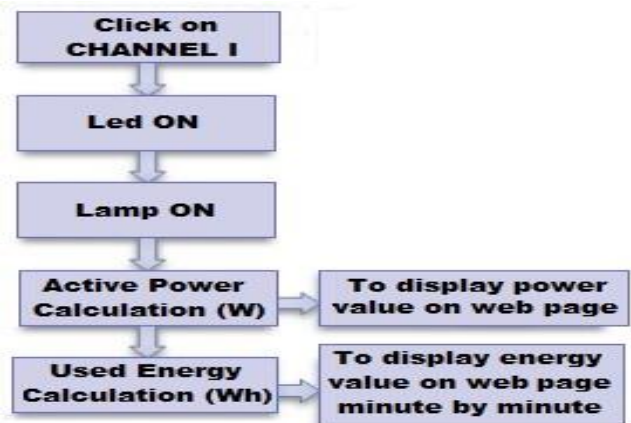 Click on
CHANNEL I
Led ON
Lamp ON
Active Power
Calculation (W)
To display power
value on web page
Used Energy
Calculation (Wh)
To display energy
value on web page
minute by minute